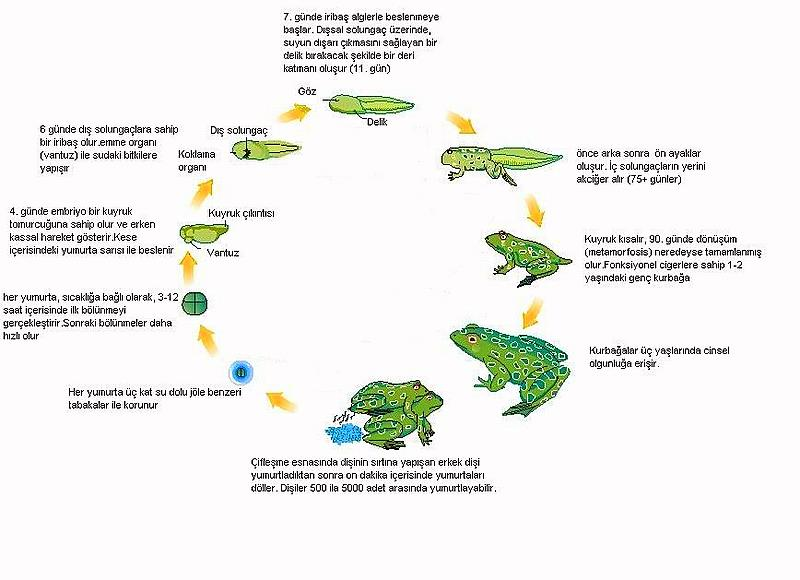 7. günde iribaş alglerle beslenmeye
başlar. Dışsal solungaç üzerinde,
suyun dışarı çıkmasını sağlayan bir
delik bırakacak şekilde bir deri
katmanı oluşur (11. gün)
Göz
Delik
6 günde dış solungaçlara sahip
bir iribaş olur.emme organı
(vantuz) ile sudaki bitkilere
yapışır
Dış solungaç
Koklama
organı
önce arka sonra ön ayaklar
oluşur. İç solungaçların yerini
akciğer alır (75+ günler)
4. günde embriyo bir kuyruk
tomurcuğuna sahip olur ve erken
kassal hareket gösterir.Kese
içerisindeki yumurta sarısı ile beslenir
Kuyruk çıkıntısı
Vantuz
Kuyruk kısalır, 90. günde dönüşüm
(metamorfosis) neredeyse tamamlanmış
olur.Fonksiyonel cigerlere sahip 1-2
yaşındaki genç kurbağa
her yumurta, sıcaklığa bağlı olarak, 3-12
saat içerisinde ilk bölünmeyi
gerçekleştirir.Sonraki bölünmeler daha
hızlı olur
Kurbağalar üç yaşlarında cinsel
olgunluğa erişir.
Her yumurta üç kat su dolu jöle benzeri
tabakalar ile korunur
Çiftleşme esnasında dişinin sırtına yapışan erkek dişi
yumurtladıktan sonra on dakika içerisinde yumurtaları
döller. Dişiler 500 ila 5000 adet arasında yumurtlayabilir.